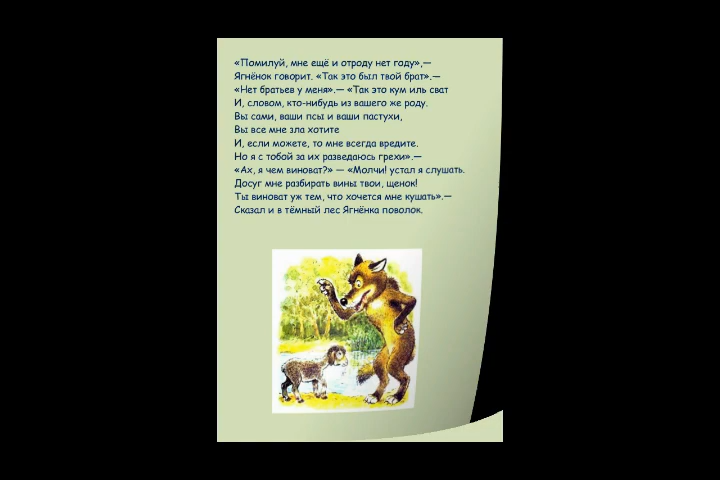 «Помилуй, мне ещё и отроду нет году»,—
Ягнёнок говорит. «Так это был твой брат».—
«Нет братьев у меня».— «Так это кум иль сват
И, словом, кто-нибудь из вашего же роду.
Вы сами, ваши псы и ваши пастухи,
Вы все мне зла хотите
И, если можете, то мне всегда вредите.
Но я с тобой за их разведаюсь грехи».—
«Ах, я чем виноват?» — «Молчи! устал я слушать.
Досуг мне разбирать вины твои, щенок!
Ты виноват уж тем, что хочется мне кушать».—
Сказал и в тёмный лес Ягнёнка поволок.